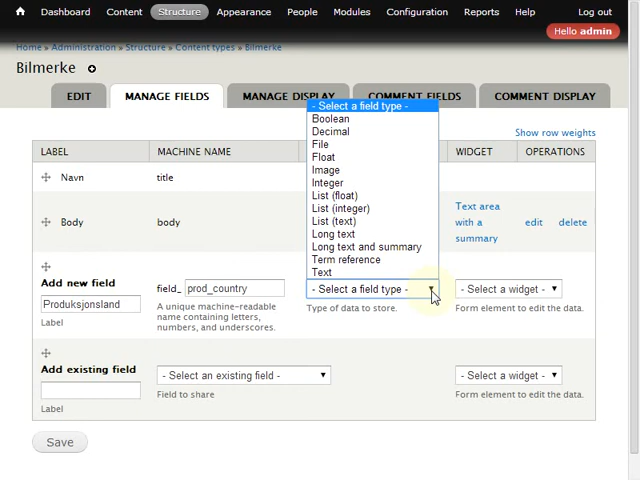 Dashboard Content Structure Appearance People Modules Configuration Reports Help Log out
Hello admin
Home » Administration » Structure » Content types » Bilmerke
Bilmerke
EDIT MANAGE FIELDS MANAGE DISPLAY COMMENT FIELDS COMMENT DISPLAY
- Select a field type -
Boolean
Decimal
File
Float
Image
Integer
List (float)
List (integer)
List (text)
Long text
Long text and summary
Term reference
Text
Show row weights
LABEL MACHINE NAME WIDGET OPERATIONS
Navn title
Body body Text area with a summary edit delete
Add new field
Produksjonsland
Label
field_ prod_country
A unique machine-readable
name containing letters,
numbers, and underscores.
- Select a field type -
Type of data to store.
- Select a widget -
Form element to edit the data.
Add existing field
Label
- Select an existing field -
Field to share
- Select a widget -
Form element to edit the data.
Save